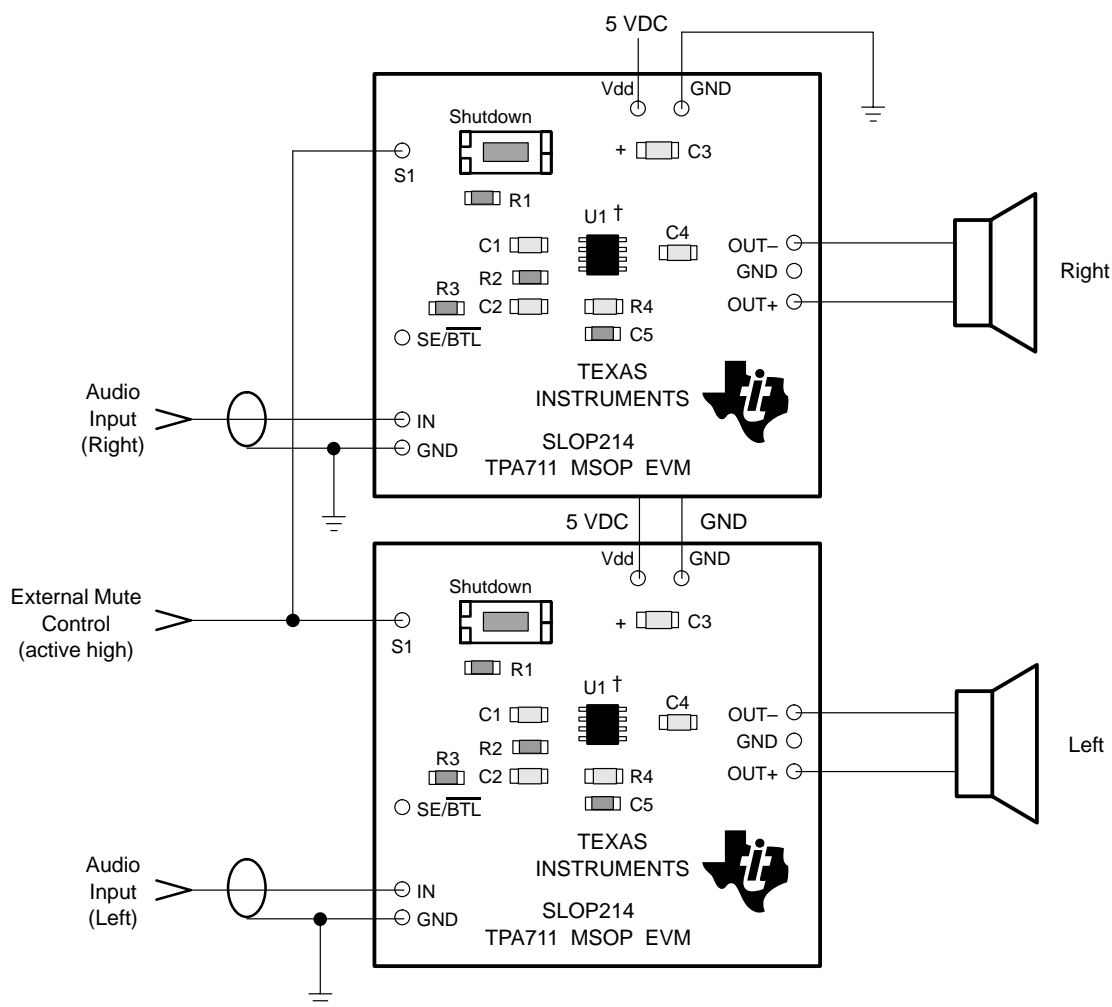 5 VDC
Vdd
GND
Shutdown
S1
+
C3
R1
U1 †
C1
C4
R2
R3
C2
R4
C5
OUT–
GND
OUT+
Right
SE/BTL
TEXAS
INSTRUMENTS
Audio
Input
(Right)
IN
GND
SLOP214
TPA711 MSOP EVM
5 VDC
GND
Vdd
GND
Shutdown
External Mute
Control
(active high)
S1
+
C3
R1
U1 †
C1
C4
R2
R3
C2
R4
C5
OUT–
GND
OUT+
Left
SE/BTL
TEXAS
INSTRUMENTS
Audio
Input
(Left)
IN
GND
SLOP214
TPA711 MSOP EVM